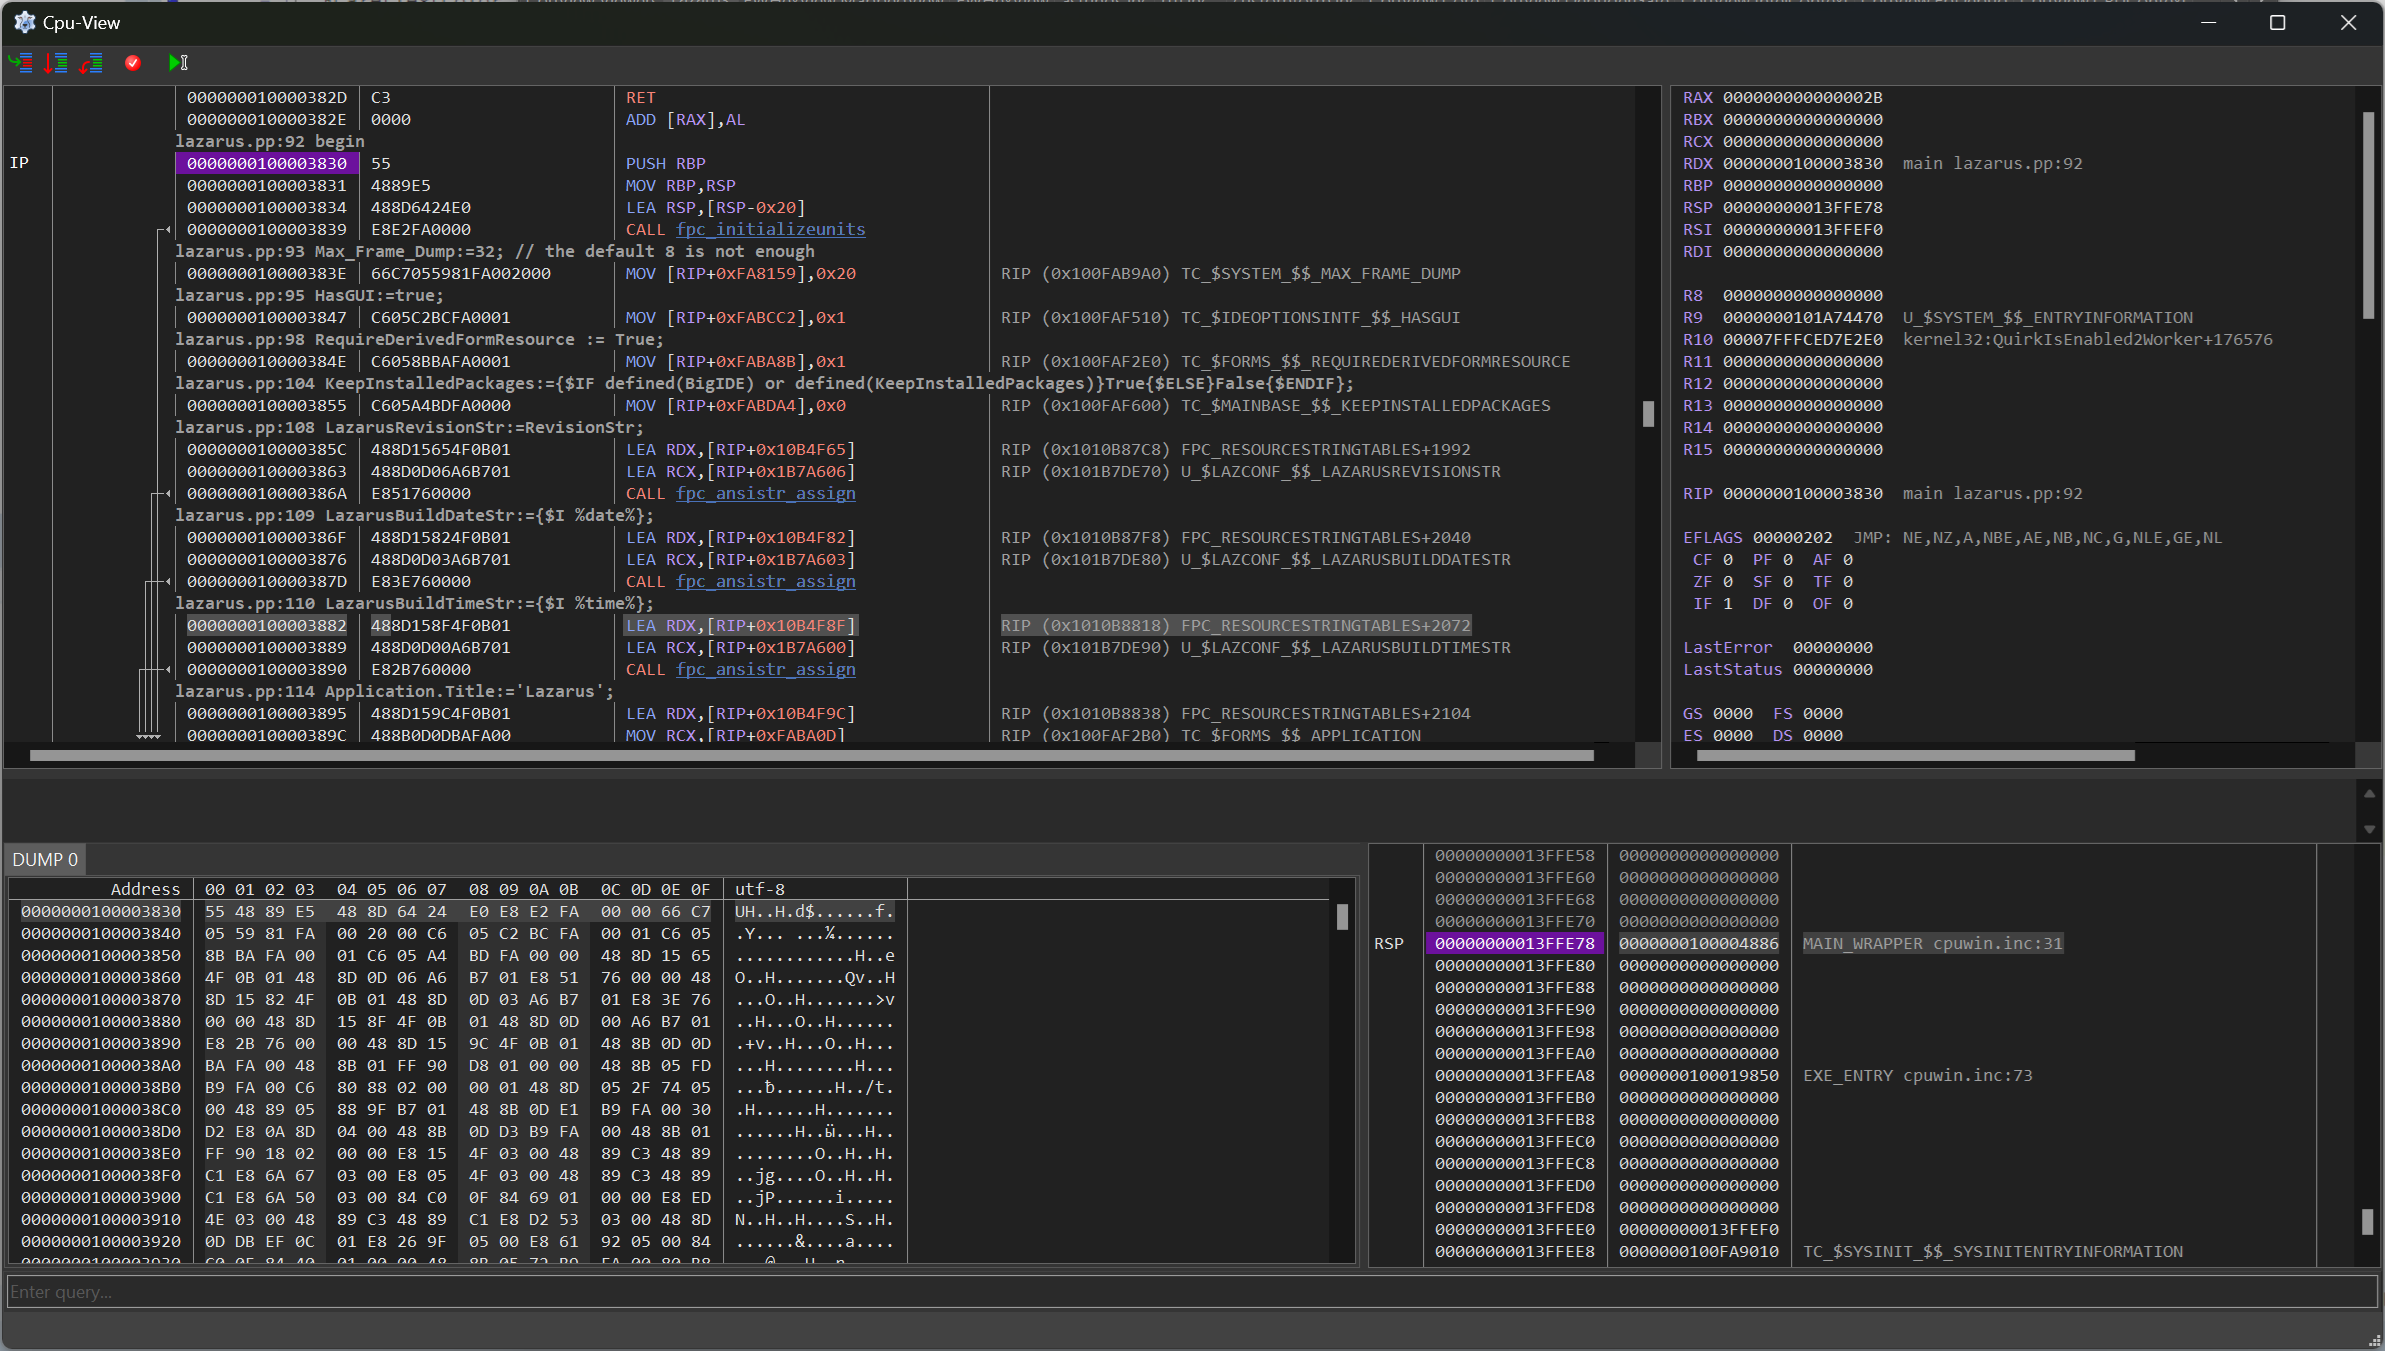 Cpu-View
000000010000382D C3 RET
000000010000382E 0000 ADD [RAX],AL
lazarus.pp:92 begin
IP 0000000100003830 55 PUSH RBP
0000000100003831 4889E5 MOV RBP,RSP
0000000100003834 488D6424E0 LEA RSP,[RSP-0x20]
0000000100003839 E8E2FA0000 CALL fpc_initializeunits
lazarus.pp:93 Max_Frame_Dump:=32; // the default 8 is not enough
000000010000383E 66C7055981FA002000 MOV [RIP+0xFA8159],0x20 RIP (0x100FAB9A0) TC_$SYSTEM_$$_MAX_FRAME_DUMP
lazarus.pp:95 HasGUI:=true;
0000000100003847 C605C2BCFA0001 MOV [RIP+0xFABCC2],0x1 RIP (0x100FAF510) TC_$IDEOPTIONSINTF_$$_HASGUI
lazarus.pp:98 RequireDerivedFormResource := True;
000000010000384E C6058BBAFA0001 MOV [RIP+0xFABA8B],0x1 RIP (0x100FAF2E0) TC_$FORMS_$$_REQUIREDERIVEDFORMRESOURCE
lazarus.pp:104 KeepInstalledPackages:={$IF defined(BigIDE) or defined(KeepInstalledPackages)}True{$ELSE}False{$ENDIF};
0000000100003855 C605A4BDFA0000 MOV [RIP+0xFABDA4],0x0 RIP (0x100FAF600) TC_$MAINBASE_$$_KEEPINSTALLEDPACKAGES
lazarus.pp:108 LazarusRevisionStr:=RevisionStr;
000000010000385C 488D15654F0B01 LEA RDX,[RIP+0x10B4F65] RIP (0x1010B87C8) FPC_RESOURCESTRINGTABLES+1992
0000000100003863 488D0D06A6B701 LEA RCX,[RIP+0x1B7A606] RIP (0x101B7DE70) U_$LAZCONF_$$_LAZARUSREVISIONSTR
000000010000386A E851760000 CALL fpc_ansistr_assign
lazarus.pp:109 LazarusBuildDateStr:={$I %date%};
000000010000386F 488D15824F0B01 LEA RDX,[RIP+0x10B4F82] RIP (0x1010B87F8) FPC_RESOURCESTRINGTABLES+2040
0000000100003876 488D0D03A6B701 LEA RCX,[RIP+0x1B7A603] RIP (0x101B7DE80) U_$LAZCONF_$$_LAZARUSBUILDDATESTR
000000010000387D E83E760000 CALL fpc_ansistr_assign
lazarus.pp:110 LazarusBuildTimeStr:={$I %time%};
0000000100003882 488D158F4F0B01 LEA RDX,[RIP+0x10B4F8F] RIP (0x1010B8818) FPC_RESOURCESTRINGTABLES+2072
0000000100003889 488D0D00A6B701 LEA RCX,[RIP+0x1B7A600] RIP (0x101B7DE90) U_$LAZCONF_$$_LAZARUSBUILDTIMESTR
0000000100003890 E82B760000 CALL fpc_ansistr_assign
lazarus.pp:114 Application.Title:='Lazarus';
0000000100003895 488D159C4F0B01 LEA RDX,[RIP+0x10B4F9C] RIP (0x1010B8838) FPC_RESOURCESTRINGTABLES+2104
000000010000389C 488B0D0DBAFA00 MOV RCX,[RIP+0xFABA0D] RIP (0x100FAF2B0) TC_$FORMS_$$_APPLICATION
RAX 000000000000002B
RBX 0000000000000000
RCX 0000000000000000
RDX 0000000100003830 main lazarus.pp:92
RBP 0000000000000000
RSP 00000000013FFE78
RSI 00000000013FFEF0
RDI 0000000000000000
R8 0000000000000000
R9 0000000101A74470 U_$SYSTEM_$$_ENTRYINFORMATION
R10 00007FFFCED7E2E0 kernel32:QuirkIsEnabled2Worker+176576
R11 0000000000000000
R12 0000000000000000
R13 0000000000000000
R14 0000000000000000
R15 0000000000000000
RIP 0000000100003830 main lazarus.pp:92
EFLAGS 00000202 JMP: NE,NZ,A,NBE,AE,NB,NC,G,NLE,GE,NL
CF 0 PF 0 AF 0
ZF 0 SF 0 TF 0
IF 1 DF 0 OF 0
LastError 00000000
LastStatus 00000000
GS 0000 FS 0000
ES 0000 DS 0000
DUMP 0
Address 00 01 02 03 04 05 06 07 08 09 0A 0B 0C 0D 0E 0F utf-8
0000000100003830 55 48 89 E5 48 8D 64 24 E0 E8 E2 FA 00 00 66 C7 UH..H.d$......f.
0000000100003840 05 59 81 FA 00 20 00 C6 05 C2 BC FA 00 01 C6 05 .Y... ...¼......
0000000100003850 8B BA FA 00 01 C6 05 A4 BD FA 00 00 48 8D 15 65 ............H..e
0000000100003860 4F 0B 01 48 8D 0D 06 A6 B7 01 E8 51 76 00 00 48 O..H.......Qv..H
0000000100003870 8D 15 82 4F 0B 01 48 8D 0D 03 A6 B7 01 E8 3E 76 ...O..H.......>v
0000000100003880 00 00 48 8D 15 8F 4F 0B 01 48 8D 0D 00 A6 B7 01 ..H...O..H......
0000000100003890 E8 2B 76 00 00 48 8D 15 9C 4F 0B 01 48 8B 0D 0D .+v..H...O..H...
00000001000038A0 BA FA 00 48 8B 01 FF 90 D8 01 00 00 48 8B 05 FD ...H........H...
00000001000038B0 B9 FA 00 C6 80 88 02 00 00 01 48 8D 05 2F 74 05 ...ƀ......H../t.
00000001000038C0 00 48 89 05 88 9F B7 01 48 8B 0D E1 B9 FA 00 30 .H......H.......
00000001000038D0 D2 E8 0A 8D 04 00 48 8B 0D D3 B9 FA 00 48 8B 01 ......H..ӹ...H..
00000001000038E0 FF 90 18 02 00 00 E8 15 4F 03 00 48 89 C3 48 89 ........O..H..H.
00000001000038F0 C1 E8 6A 67 03 00 E8 05 4F 03 00 48 89 C3 48 89 ..jg....O..H..H.
0000000100003900 C1 E8 6A 50 03 00 84 C0 0F 84 69 01 00 00 E8 ED ..jP......i.....
0000000100003910 4E 03 00 48 89 C3 48 89 C1 E8 D2 53 03 00 48 8D N..H..H....S..H.
0000000100003920 0D DB EF 0C 01 E8 26 9F 05 00 E8 61 92 05 00 84 ......&....a....
00000000013FFE58 0000000000000000
00000000013FFE60 0000000000000000
00000000013FFE68 0000000000000000
00000000013FFE70 0000000000000000
RSP 00000000013FFE78 0000000100004886 MAIN_WRAPPER cpuwin.inc:31
00000000013FFE80 0000000000000000
00000000013FFE88 0000000000000000
00000000013FFE90 0000000000000000
00000000013FFE98 0000000000000000
00000000013FFEA0 0000000000000000
00000000013FFEA8 0000000100019850 EXE_ENTRY cpuwin.inc:73
00000000013FFEB0 0000000000000000
00000000013FFEB8 0000000000000000
00000000013FFEC0 0000000000000000
00000000013FFEC8 0000000000000000
00000000013FFED0 0000000000000000
00000000013FFED8 0000000000000000
00000000013FFEE0 00000000013FFEF0
00000000013FFEE8 0000000100FA9010 TC_$SYSINIT_$$_SYSINITENTRYINFORMATION
Enter query...